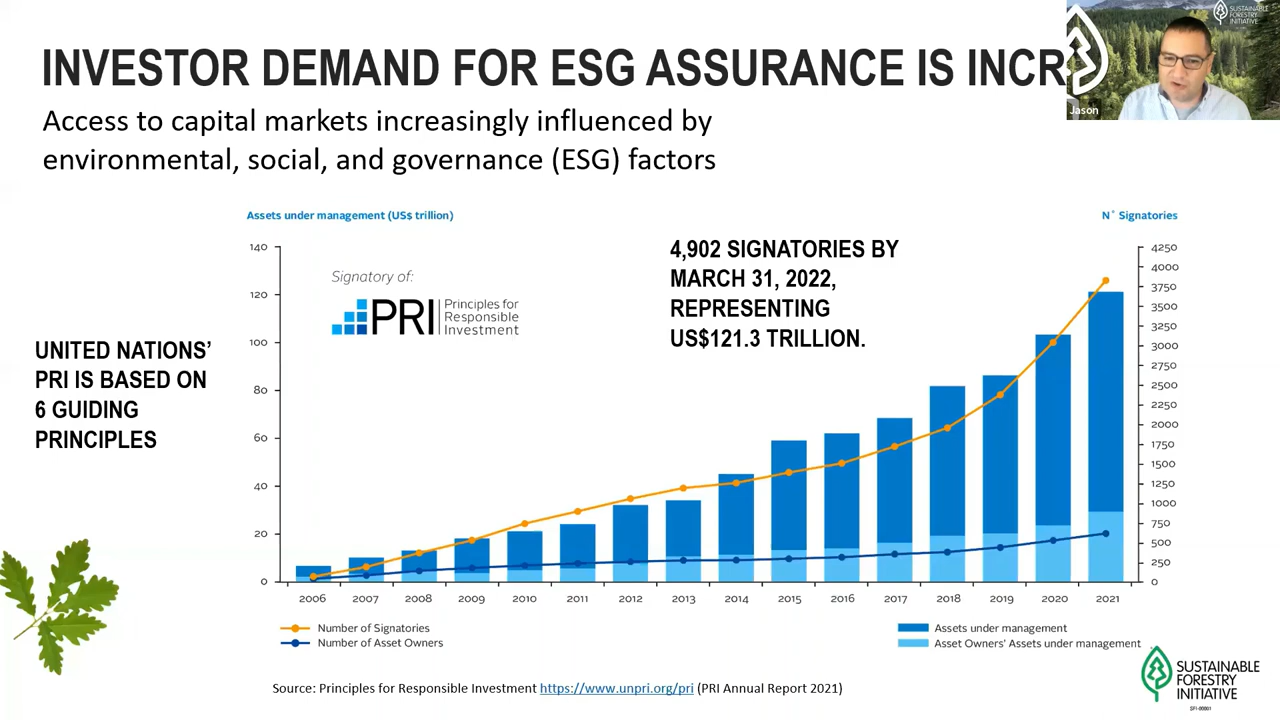 INVESTOR DEMAND FOR ESG ASSURANCE IS INCR
Access to capital markets increasingly influenced by
environmental, social, and governance (ESG) factors
SUSTAINABLE
FORESTRY
INITIATIVE
Jason
Assets under management (US$ trillion)
N° Signatories
140
120
100
80
60
40
20
0
Signatory of:
PRI
Principles for
Responsible
Investment
4,902 SIGNATORIES BY
MARCH 31, 2022,
REPRESENTING
US$121.3 TRILLION.
UNITED NATIONS'
PRI IS BASED ON
6 GUIDING
PRINCIPLES
4250
4000
3750
3500
3250
3000
2750
2500
2250
2000
1750
1500
1250
1000
750
500
250
0
2006 2007 2008 2009 2010 2011 2012 2013 2014 2015 2016 2017 2018 2019 2020 2021
Number of Signatories
Number of Asset Owners
Assets under management
Asset Owners' Assets under management
Source: Principles for Responsible Investment https://www.unpri.org/pri (PRI Annual Report 2021)
SUSTAINABLE
FORESTRY
INITIATIVE
SFI-00001